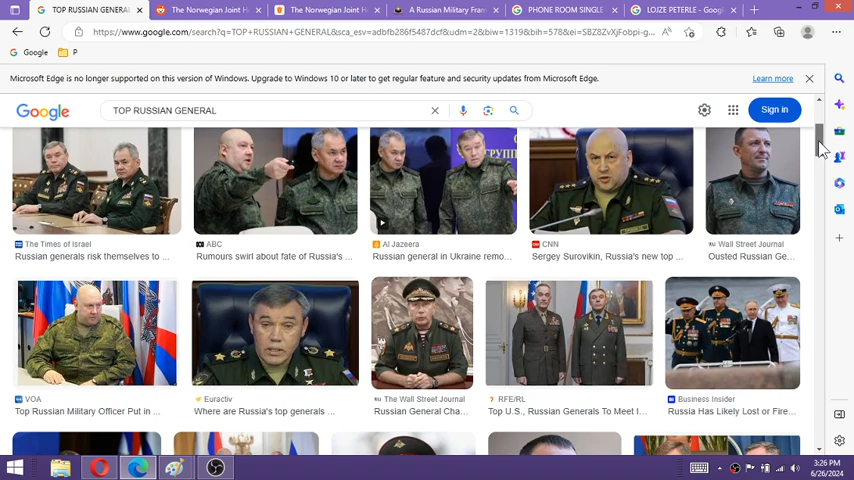 TOP RUSSIAN GENERAL
The Norwegian Joint He
The Norwegian Joint He
A Russian Military Fram
PHONE ROOM SINGLE
LOJZE PETERLE - Google
https://www.google.com/search?q=TOP+RUSSIAN+GENERAL&sca_esv=adbfbc286f5487dcf&udm=2&biw=1319&bih=578&ei=SBZ8ZvXjFobpi-g...
Google
P
Microsoft Edge is no longer supported on this version of Windows. Upgrade to Windows 10 or later to get regular feature and security updates from Microsoft Edge.
Learn more
Google
TOP RUSSIAN GENERAL
Sign in
The Times of Israel
ABC
Al Jazeera
CNN
Wall Street Journal
Russian generals risk themselves to ...
Rumours swirl about fate of Russia's ...
Russian general in Ukraine remo...
Sergey Surovikin, Russia's new top ...
Ousted Russian Ge...
VOA
Euractiv
The Wall Street Journal
RFE/RL
Business Insider
Top Russian Military Officer Put in ...
Where are Russia's top generals ...
Russian General Cha...
Top U.S., Russian Generals To Meet I...
Russia Has Likely Lost or Fire...
3:26 PM
6/26/2024